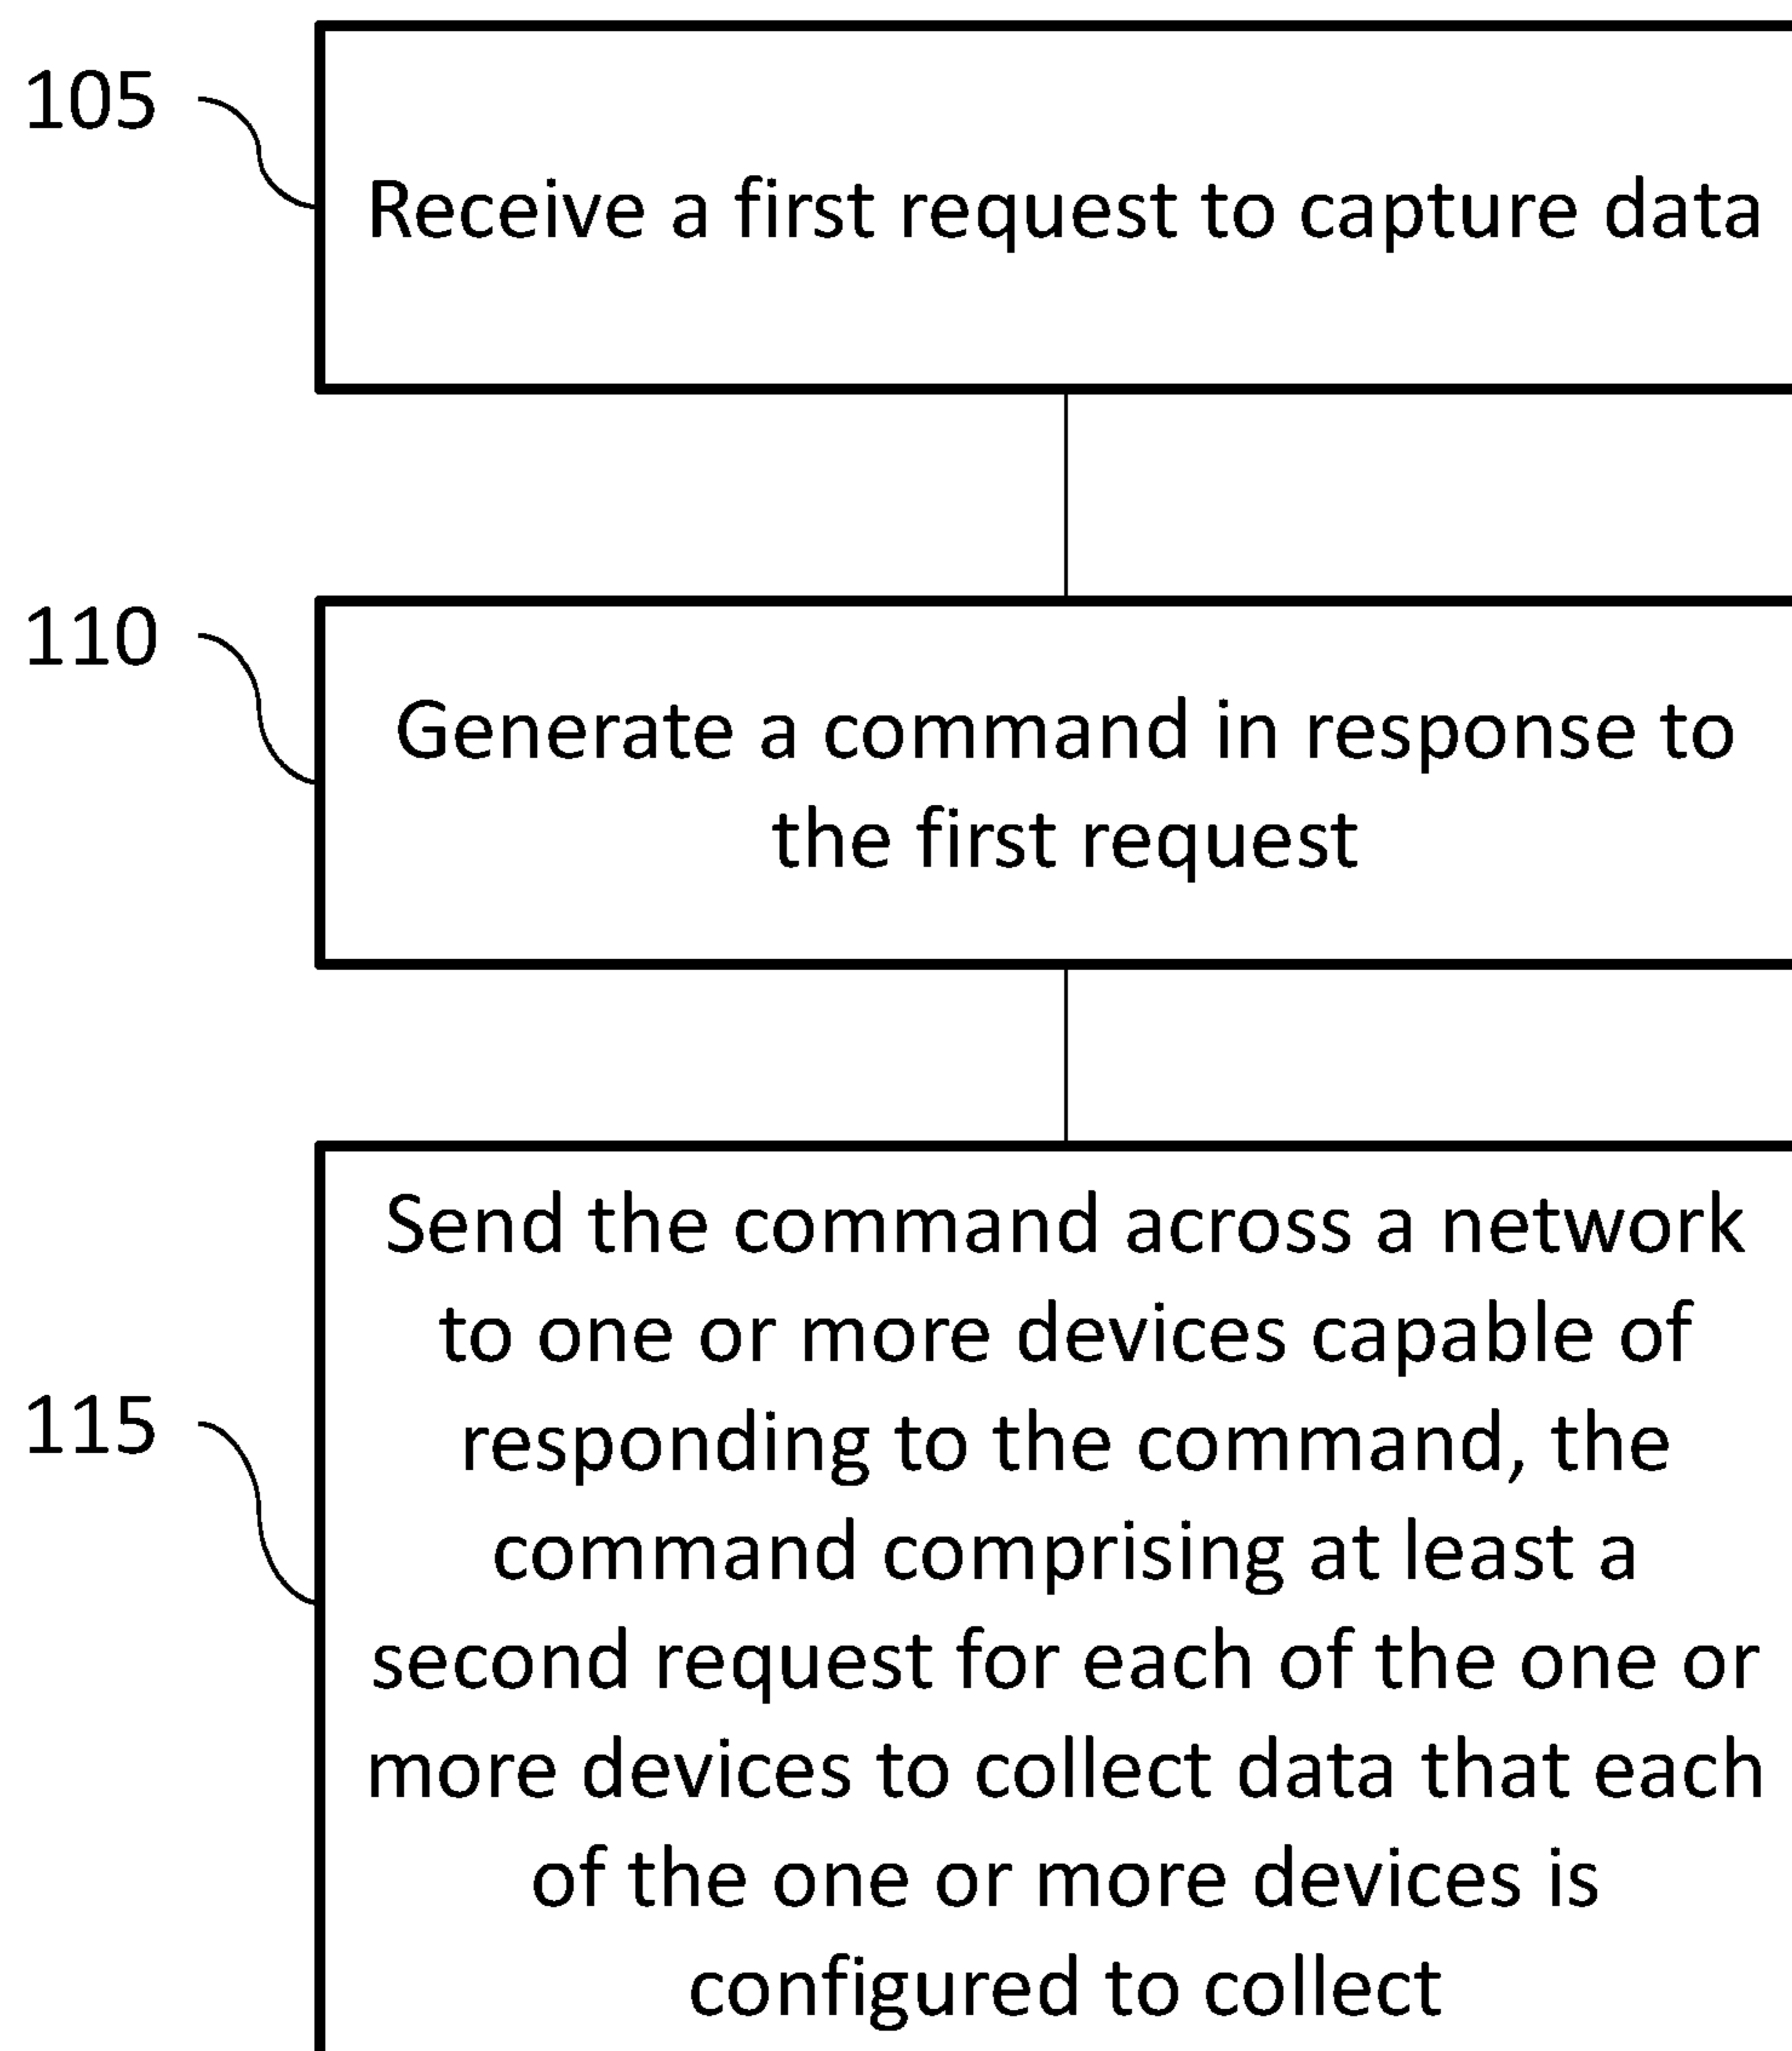 105
Receive a first request to capture data
110
Generate a command in response to
the first request
Send the command across a network
to one or more devices capable of
115
responding to the command, the
command comprising at least a
second request for each of the one or
more devices to collect data that each
of the one or more devices is
configured to collect